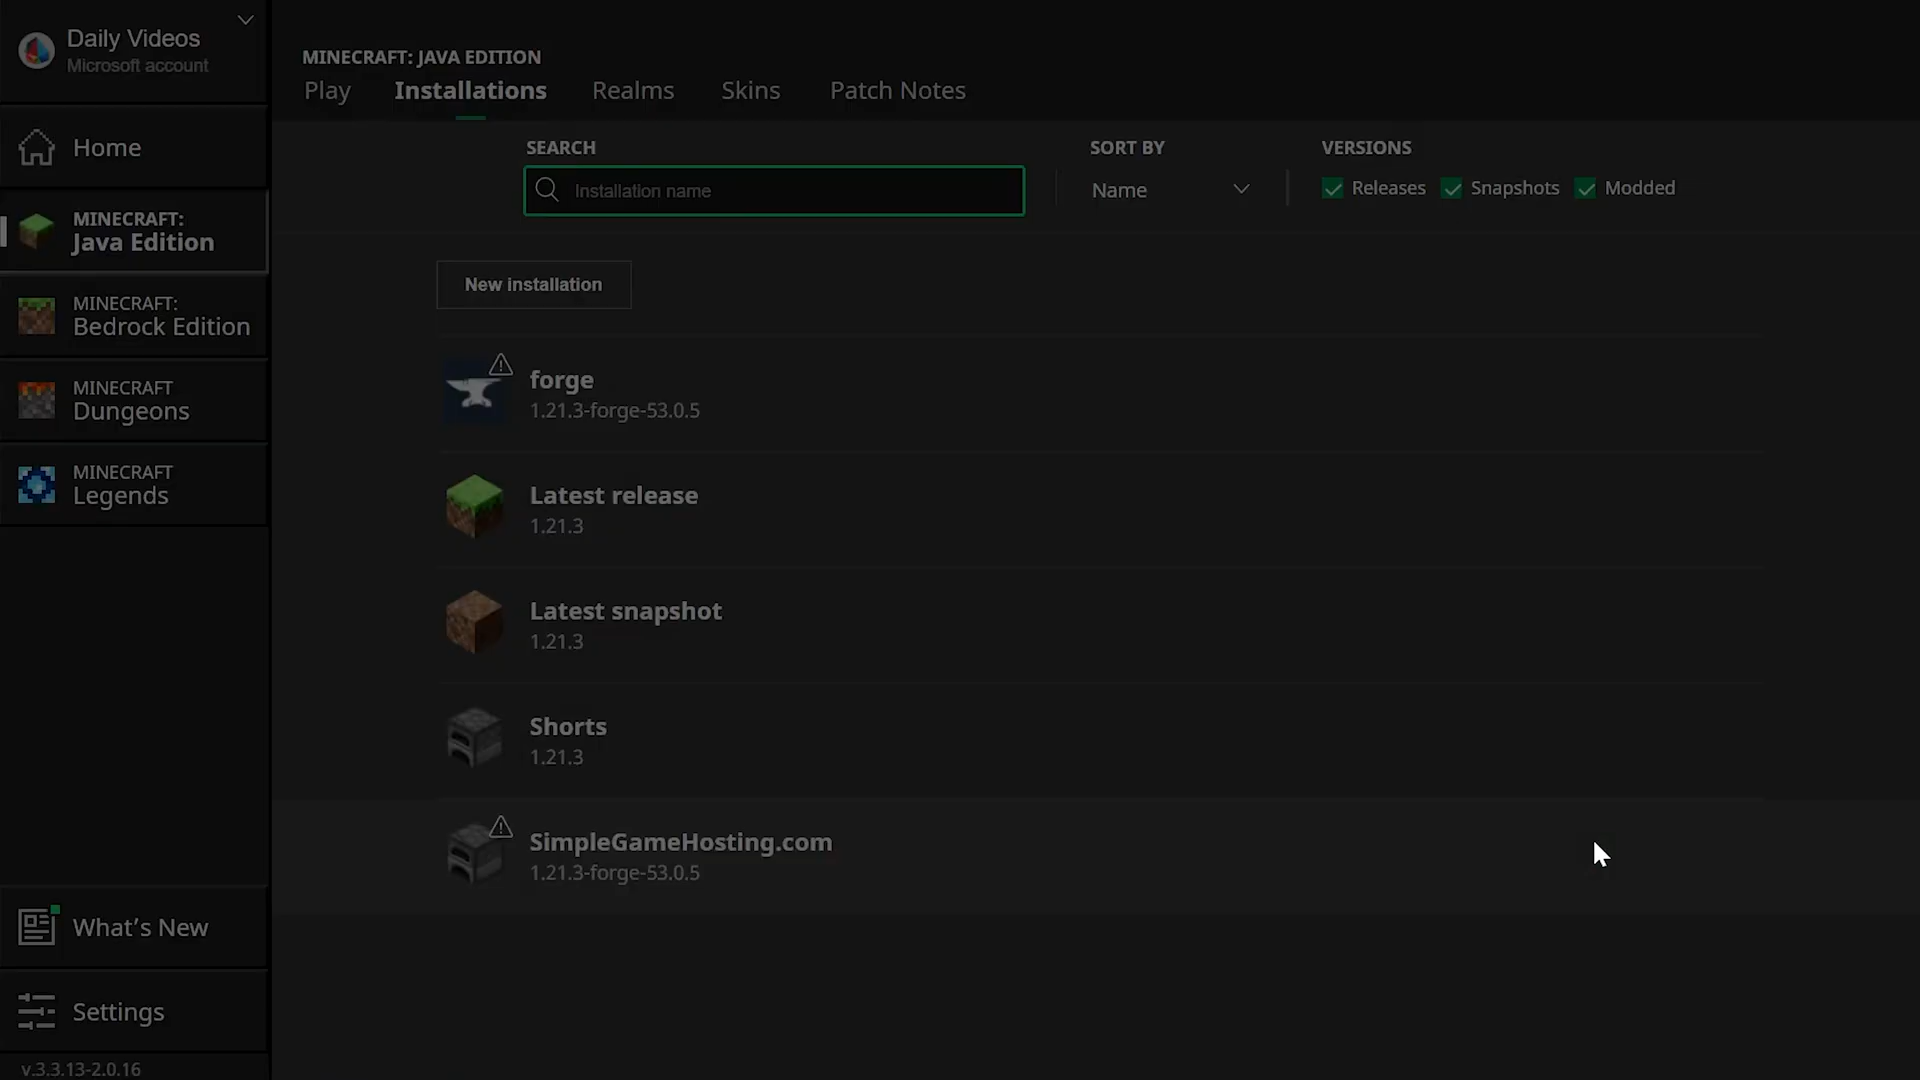 Daily Videos
Microsoft account
Home
MINECRAFT:
Java Edition
MINECRAFT:
Bedrock Edition
MINECRAFT
Dungeons
MINECRAFT
Legends
What's New
Settings
v.3.3.13-2.0.16
MINECRAFT: JAVA EDITION
Play Installations Realms Skins Patch Notes
SEARCH SORT BY VERSIONS
Installation name Name Releases Snapshots Modded
New installation
forge
1.21.3-forge-53.0.5
Latest release
1.21.3
Latest snapshot
1.21.3
Shorts
1.21.3
SimpleGameHosting.com
1.21.3-forge-53.0.5